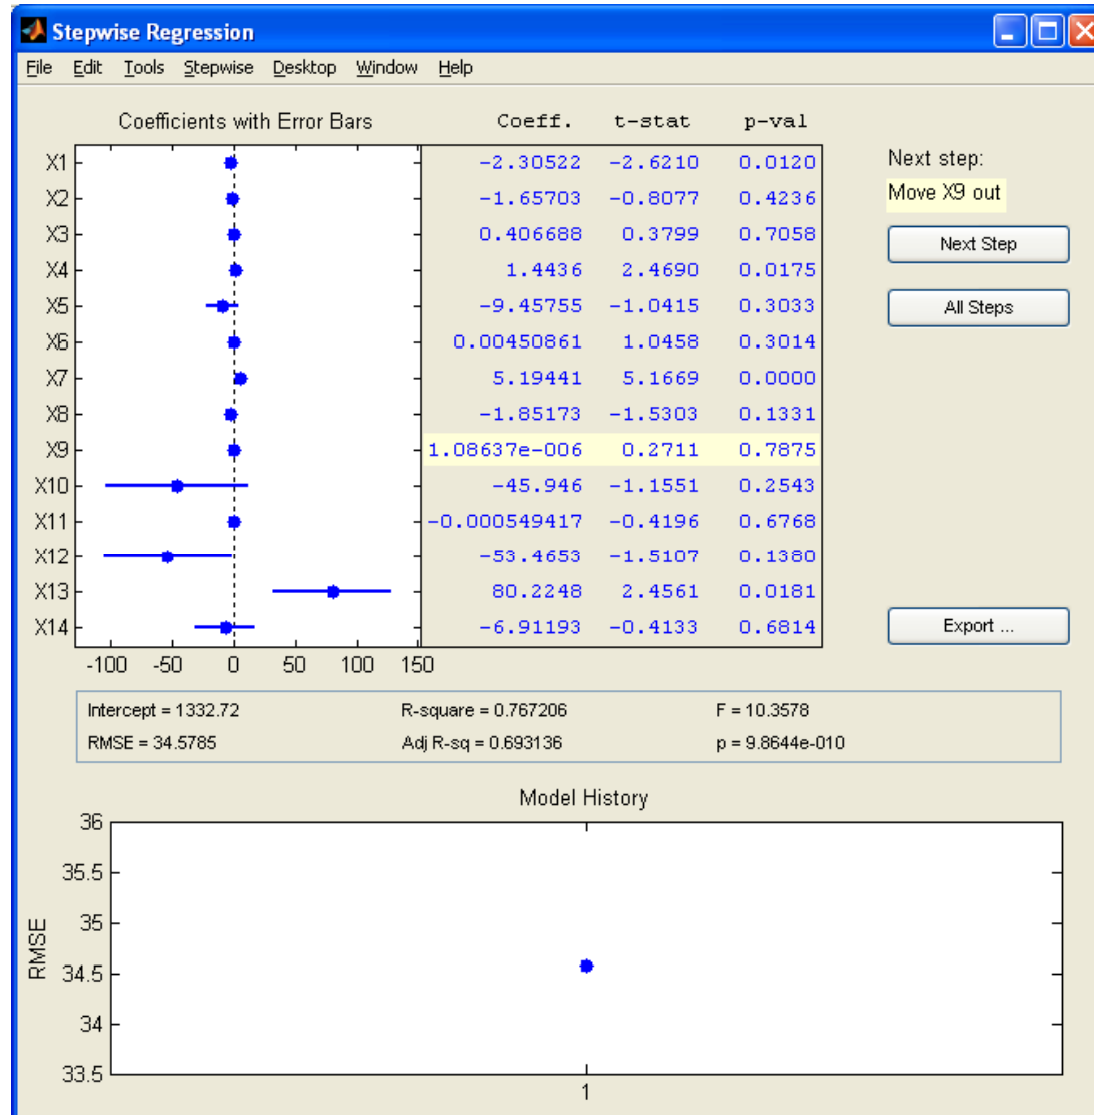 Stepwise Regression
File Edit Tools Stepwise Desktop Window Help
Coefficients with Error Bars Coeff. t-stat p-val
X1 -2.30522 -2.6210 0.0120
X2 -1.65703 -0.8077 0.4236
X3 0.406688 0.3799 0.7058
X4 1.4436 2.4690 0.0175
X5 -9.45755 -1.0415 0.3033
X6 0.00450861 1.0458 0.3014
X7 5.19441 5.1669 0.0000
X8 -1.85173 -1.5303 0.1331
X9 1.08637e-006 0.2711 0.7875
X10 -45.946 -1.1551 0.2543
X11 -0.000549417 -0.4196 0.6768
X12 -53.4653 -1.5107 0.1380
X13 80.2248 2.4561 0.0181
X14 -6.91193 -0.4133 0.6814
-100 -50 0 50 100 150
Next step:
Move X9 out
Next Step
All Steps
Export ...
Intercept = 1332.72 R-square = 0.767206 F = 10.3578
RMSE = 34.5785 Adj R-sq = 0.693136 p = 9.8644e-010
Model History
RMSE
36
35.5
35
34.5
34
33.5
1